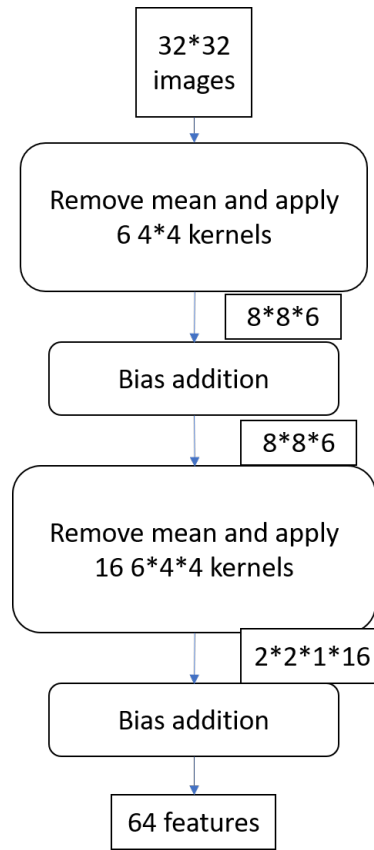 32*32
images
Remove mean and apply
6 4*4 kernels
8*8*6
Bias addition
8*8*6
Remove mean and apply
16 6*4*4 kernels
2*2*1*16
Bias addition
64 features